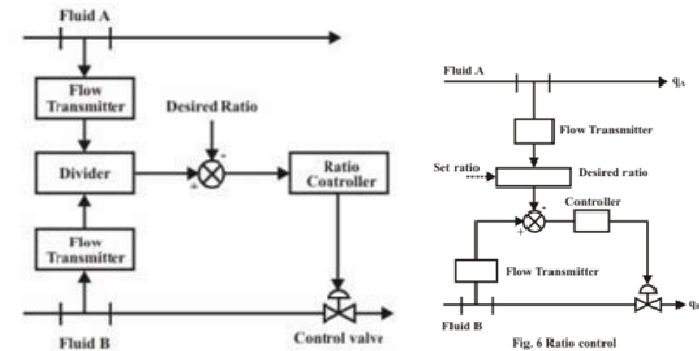 Fluid A
Flow
Transmitter
Desired Ratio
-
Divider
+
Ratio
Controller
Flow
Transmitter
Fluid B
Control valve
Fluid A
qA
Flow Transmitter
Set ratio
Desired ratio
-
Controller
+
Flow Transmitter
Fluid B
Fig. 6 Ratio control